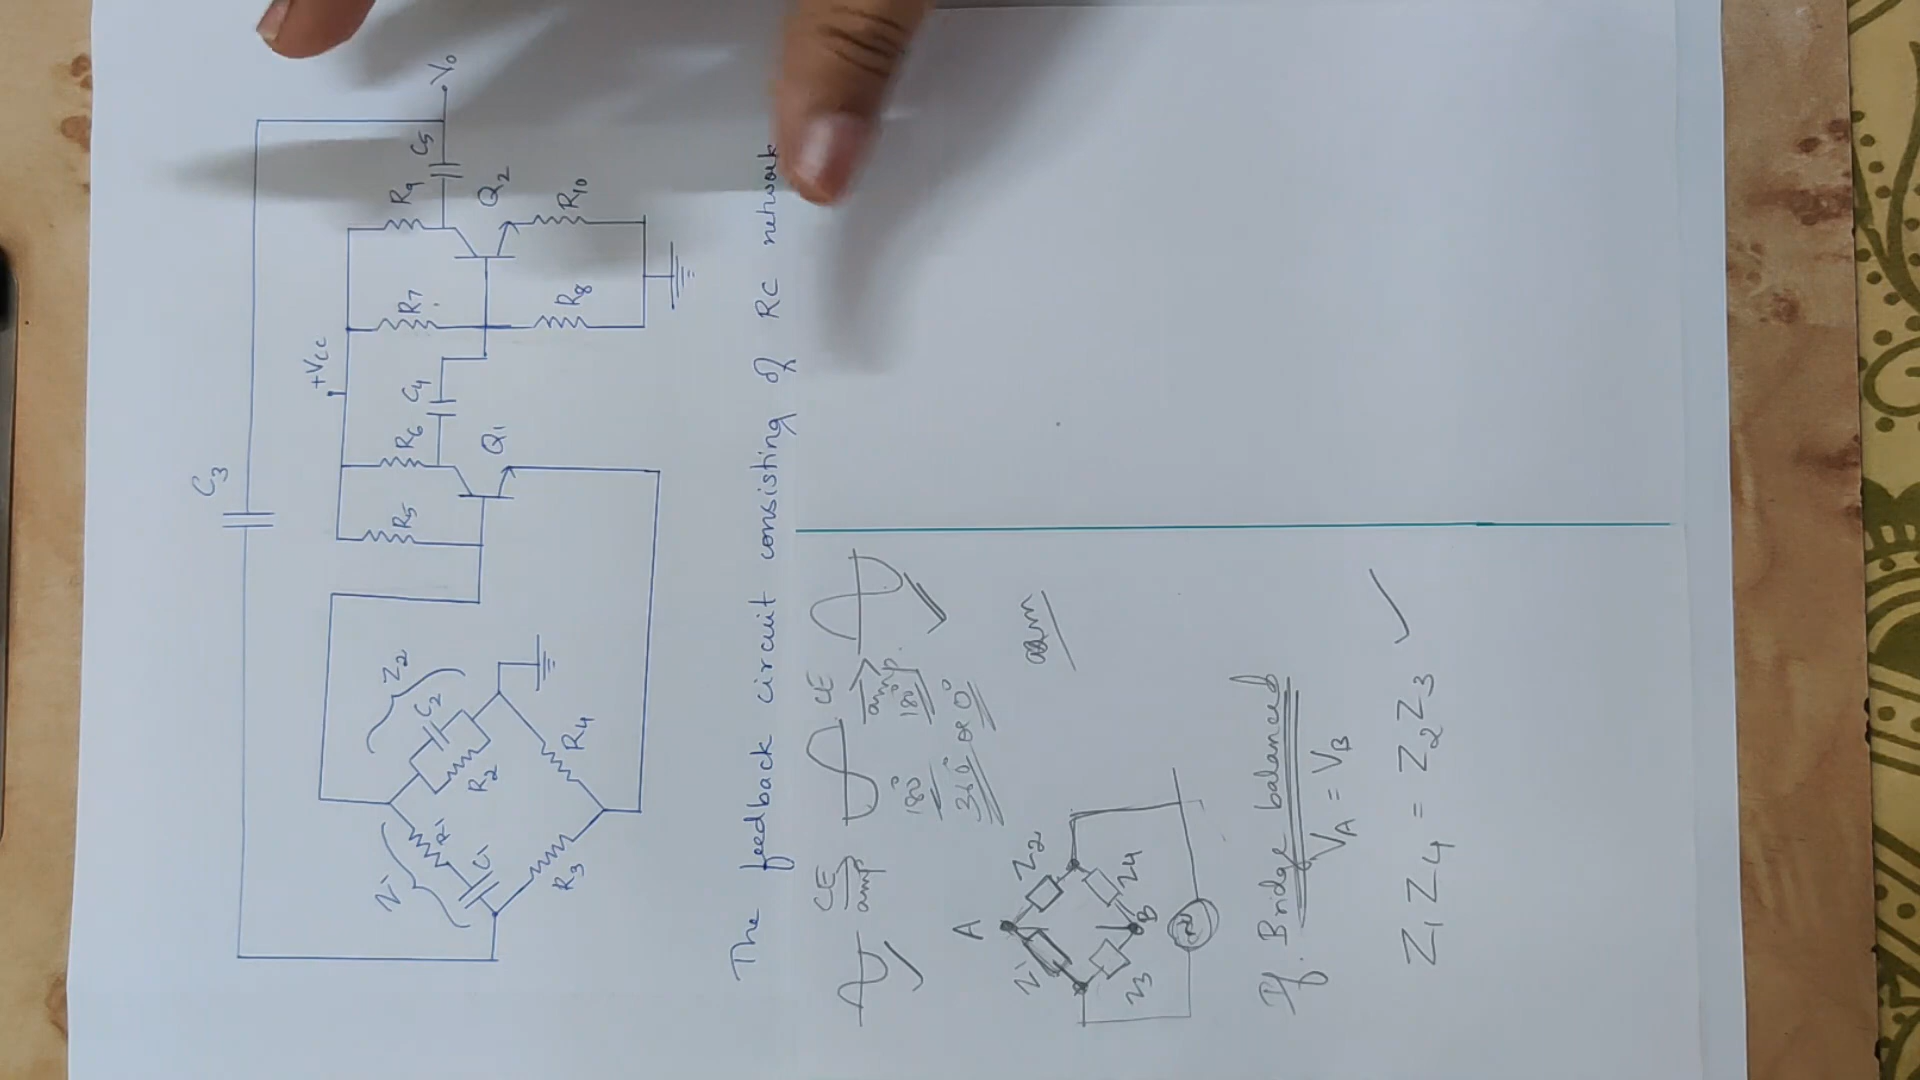 C3
+Vcc
R5
R6
C4
R7
R9
C5
Vo
Q1
Q2
R8
R10
Z1
Z2
R1
C1
C2
R2
R3
R4
The feedback circuit consisting of RC network
CE
amp
CE
amp.
180°
180°
360° or 0°
A
Z1
Z2
Z3
B
Z4
If. Bridge balanced
VA = VB
Z1Z4 = Z2Z3